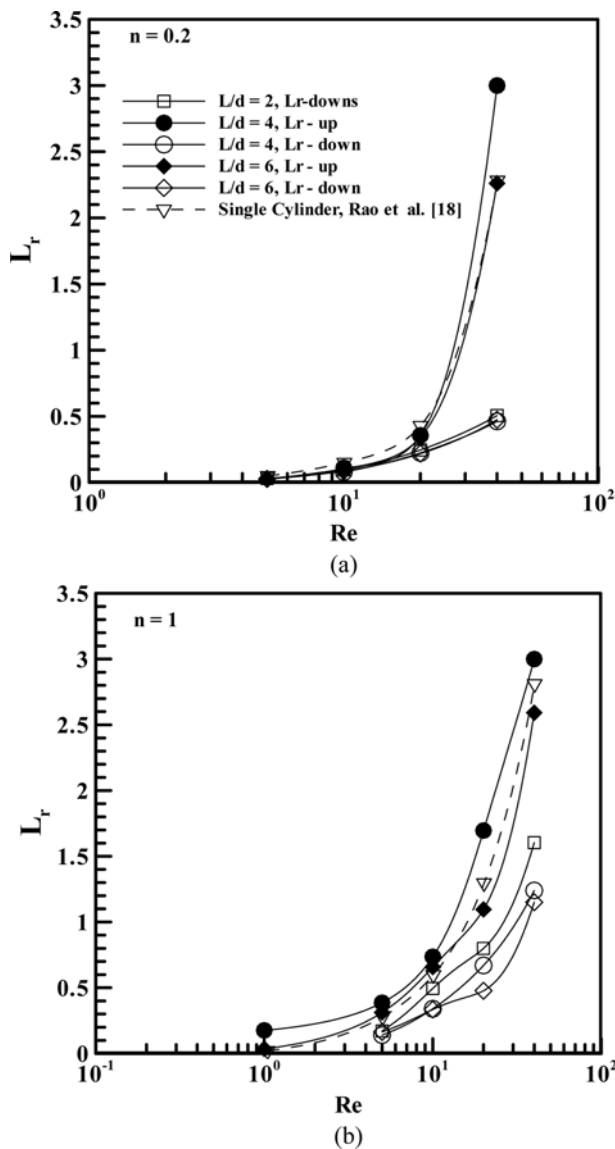 3.5
n = 0.2
3
L/d = 2, Lr-downs
L/d = 4, Lr - up
L/d = 4, Lr - down
L/d = 6, Lr - up
L/d = 6, Lr - down
Single Cylinder, Rao et al. [18]
2.5
2
L_r
1.5
1
0.5
0
10^0 10^1 10^2
Re
(a)
3.5
n = 1
3
2.5
2
L_r
1.5
1
0.5
0
10^-1 10^0 10^1 10^2
Re
(b)